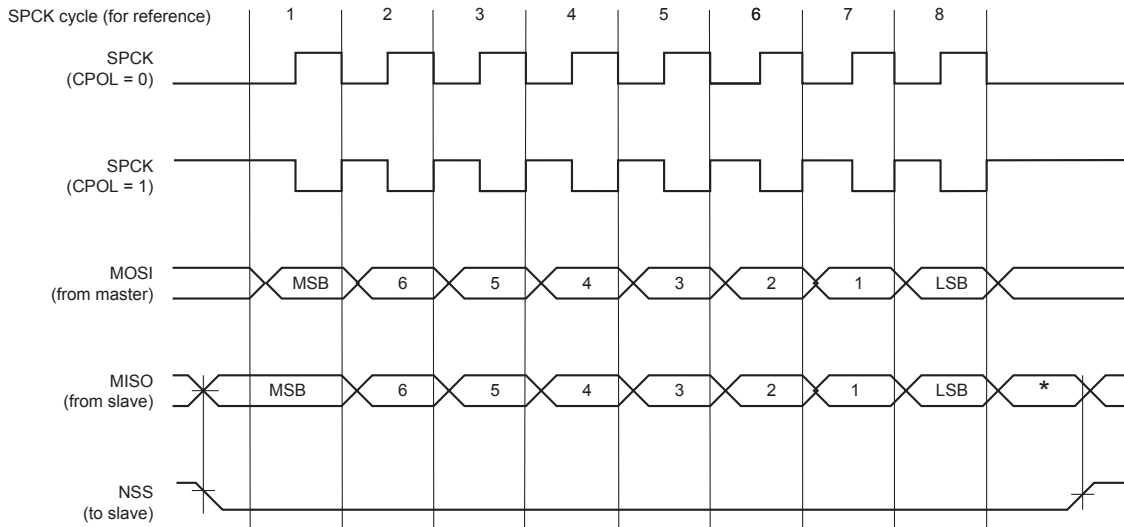 SPCK cycle (for reference) 1 2 3 4 5 6 7 8
SPCK
(CPOL = 0)
SPCK
(CPOL = 1)
MOSI
(from master)
MSB 6 5 4 3 2 1 LSB
MISO
(from slave)
MSB 6 5 4 3 2 1 LSB *
NSS
(to slave)